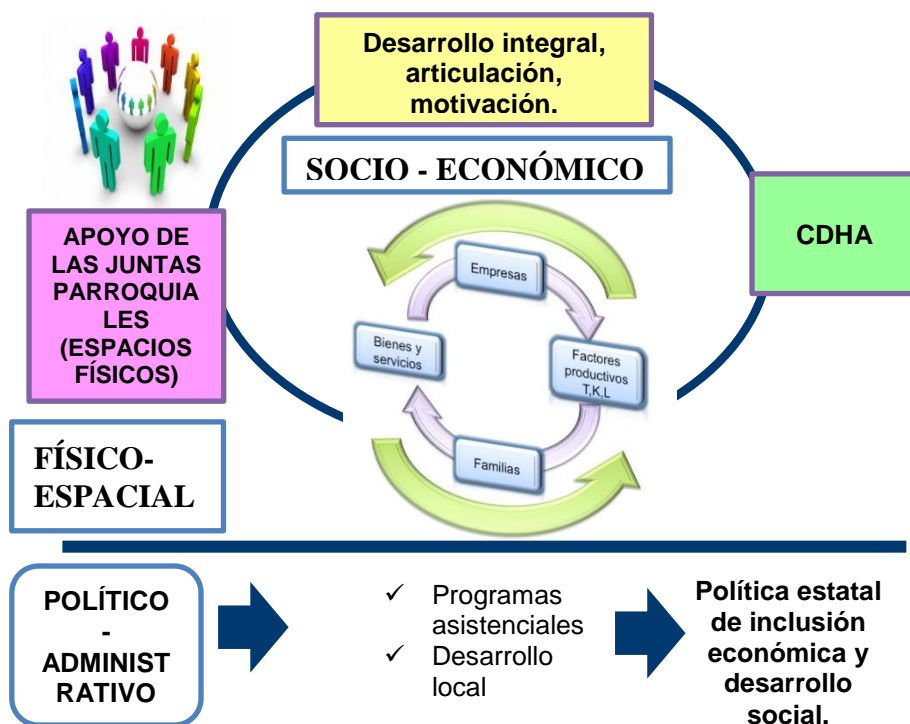 Desarrollo integral,
articulación,
motivación.
SOCIO - ECONÓMICO
APOYO DE
LAS JUNTAS
PARROQUIA
LES
(ESPACIOS
FÍSICOS)
CDHA
Empresas
Bienes y
servicios
Factores
productivos
T,K,L
Familias
FÍSICO-
ESPACIAL
POLÍTICO
-
ADMINIST
RATIVO
✓ Programas
asistenciales
✓ Desarrollo
local
Política estatal
de inclusión
económica y
desarrollo
social.